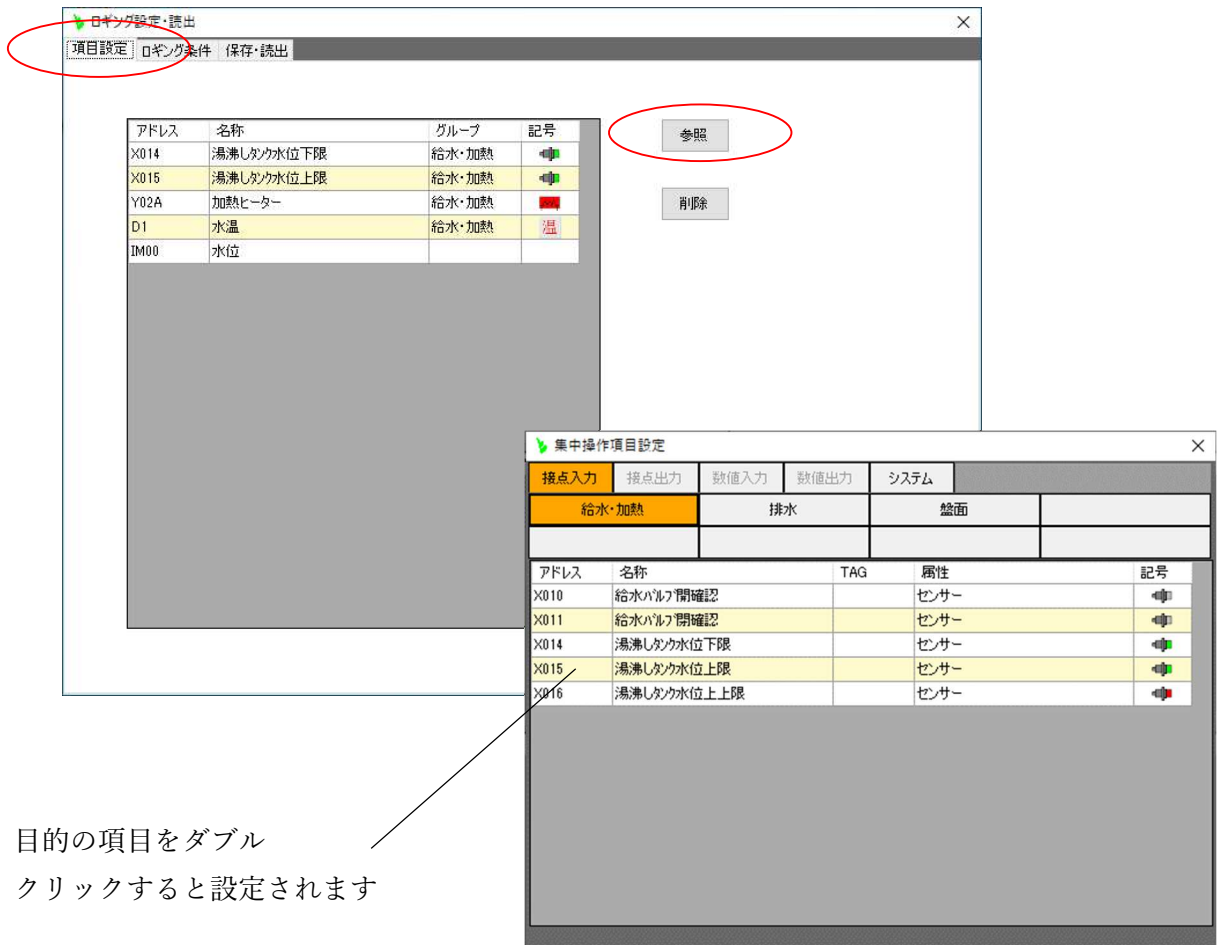 ロギング設定・読出
項目設定 ロギング条件 保存・読出
アドレス 名称 グループ 記号
X014 湯沸しタンク水位下限 給水・加熱
X015 湯沸しタンク水位上限 給水・加熱
Y02A 加熱ヒーター 給水・加熱
D1 水温 給水・加熱 温
IM00 水位
参照
削除
集中操作項目設定
接点入力 接点出力 数値入力 数値出力 システム
給水・加熱 排水 盤面
アドレス 名称 TAG 属性 記号
X010 給水バルブ開確認 センサー
X011 給水バルブ閉確認 センサー
X014 湯沸しタンク水位下限 センサー
X015 湯沸しタンク水位上限 センサー
X016 湯沸しタンク水位上上限 センサー
目的の項目をダブル
クリックすると設定されます